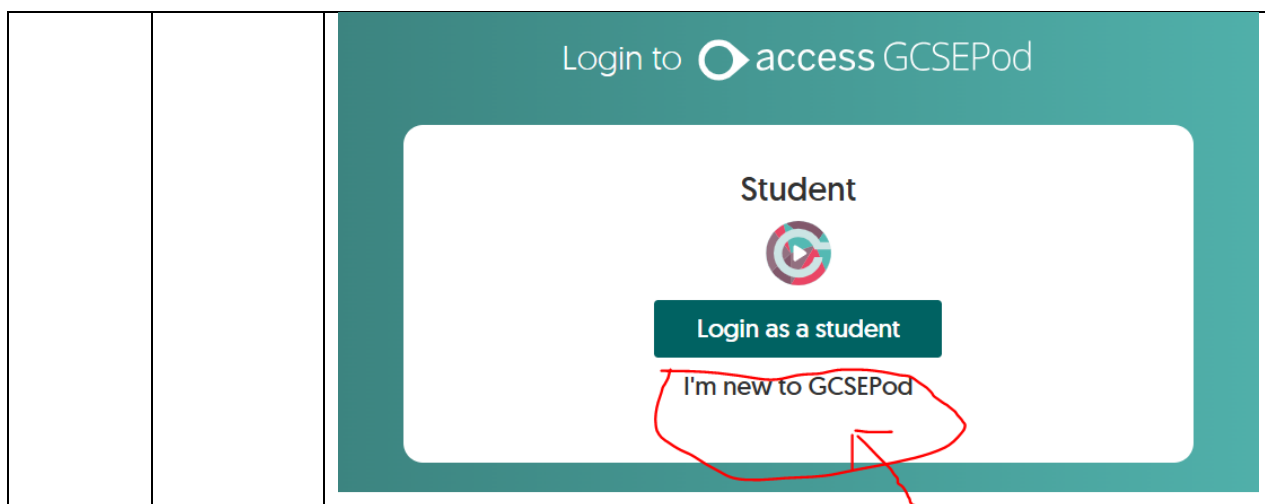 Login to access GCSEPod
Student
Login as a student
I'm new to GCSEPod